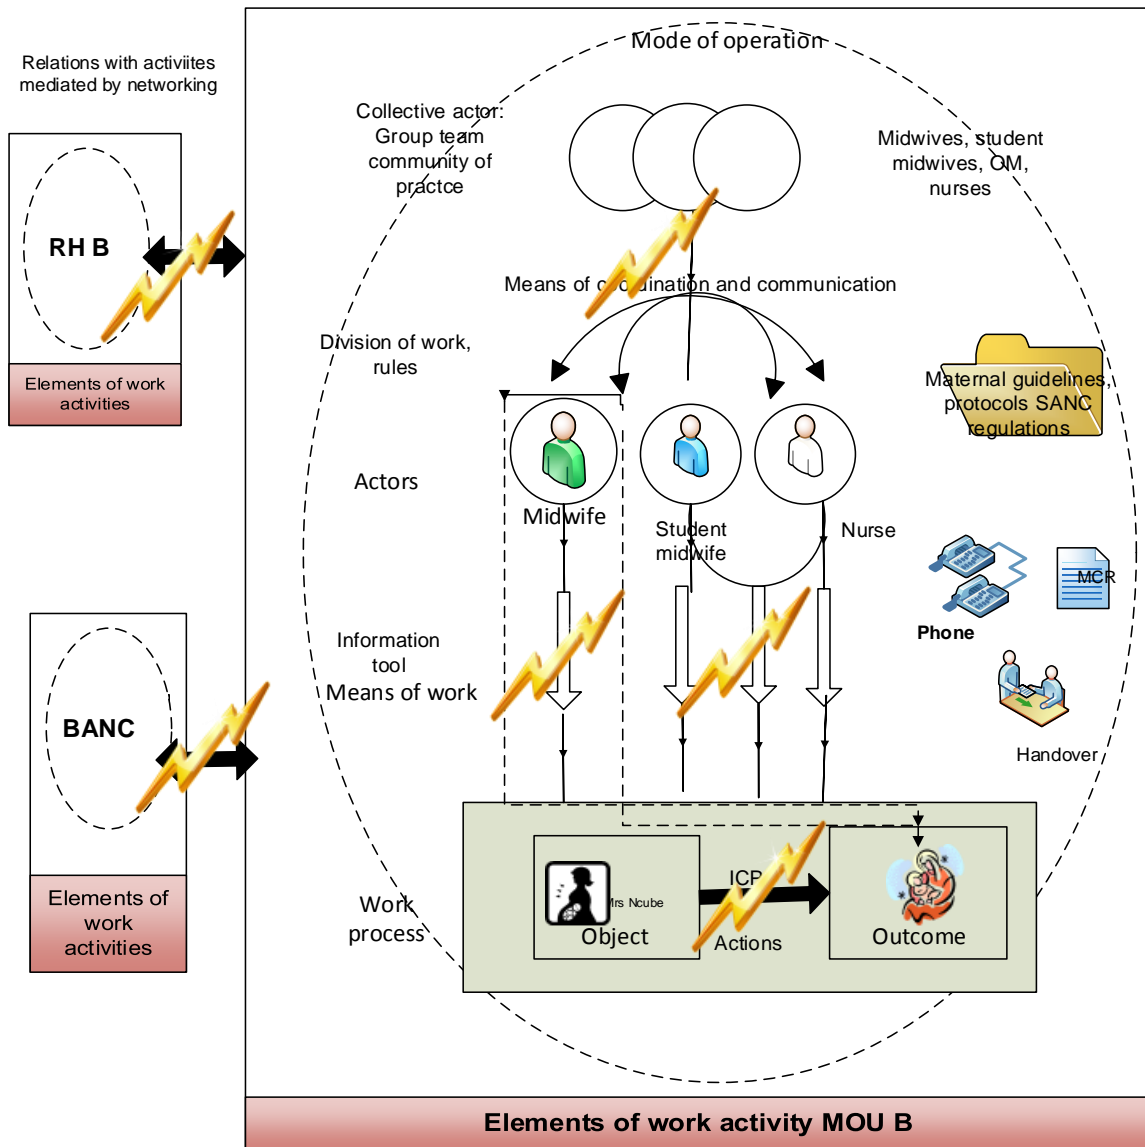 Relations with activiites
mediated by networking
RH B
Elements of work
activities
BANC
Elements of
work
activities
Mode of operation
Collective actor:
Group team
community of
practce
Midwives, student
midwives, OM,
nurses
Means of coordination and communication
Division of work,
rules
Maternal guidelines,
protocols SANC
regulations
Actors
Midwife
Student
midwife
Nurse
MCR
Phone
Information
tool
Means of work
Handover
Work
process
ICP
Mrs Ncube
Object
Actions
Outcome
Elements of work activity MOU B